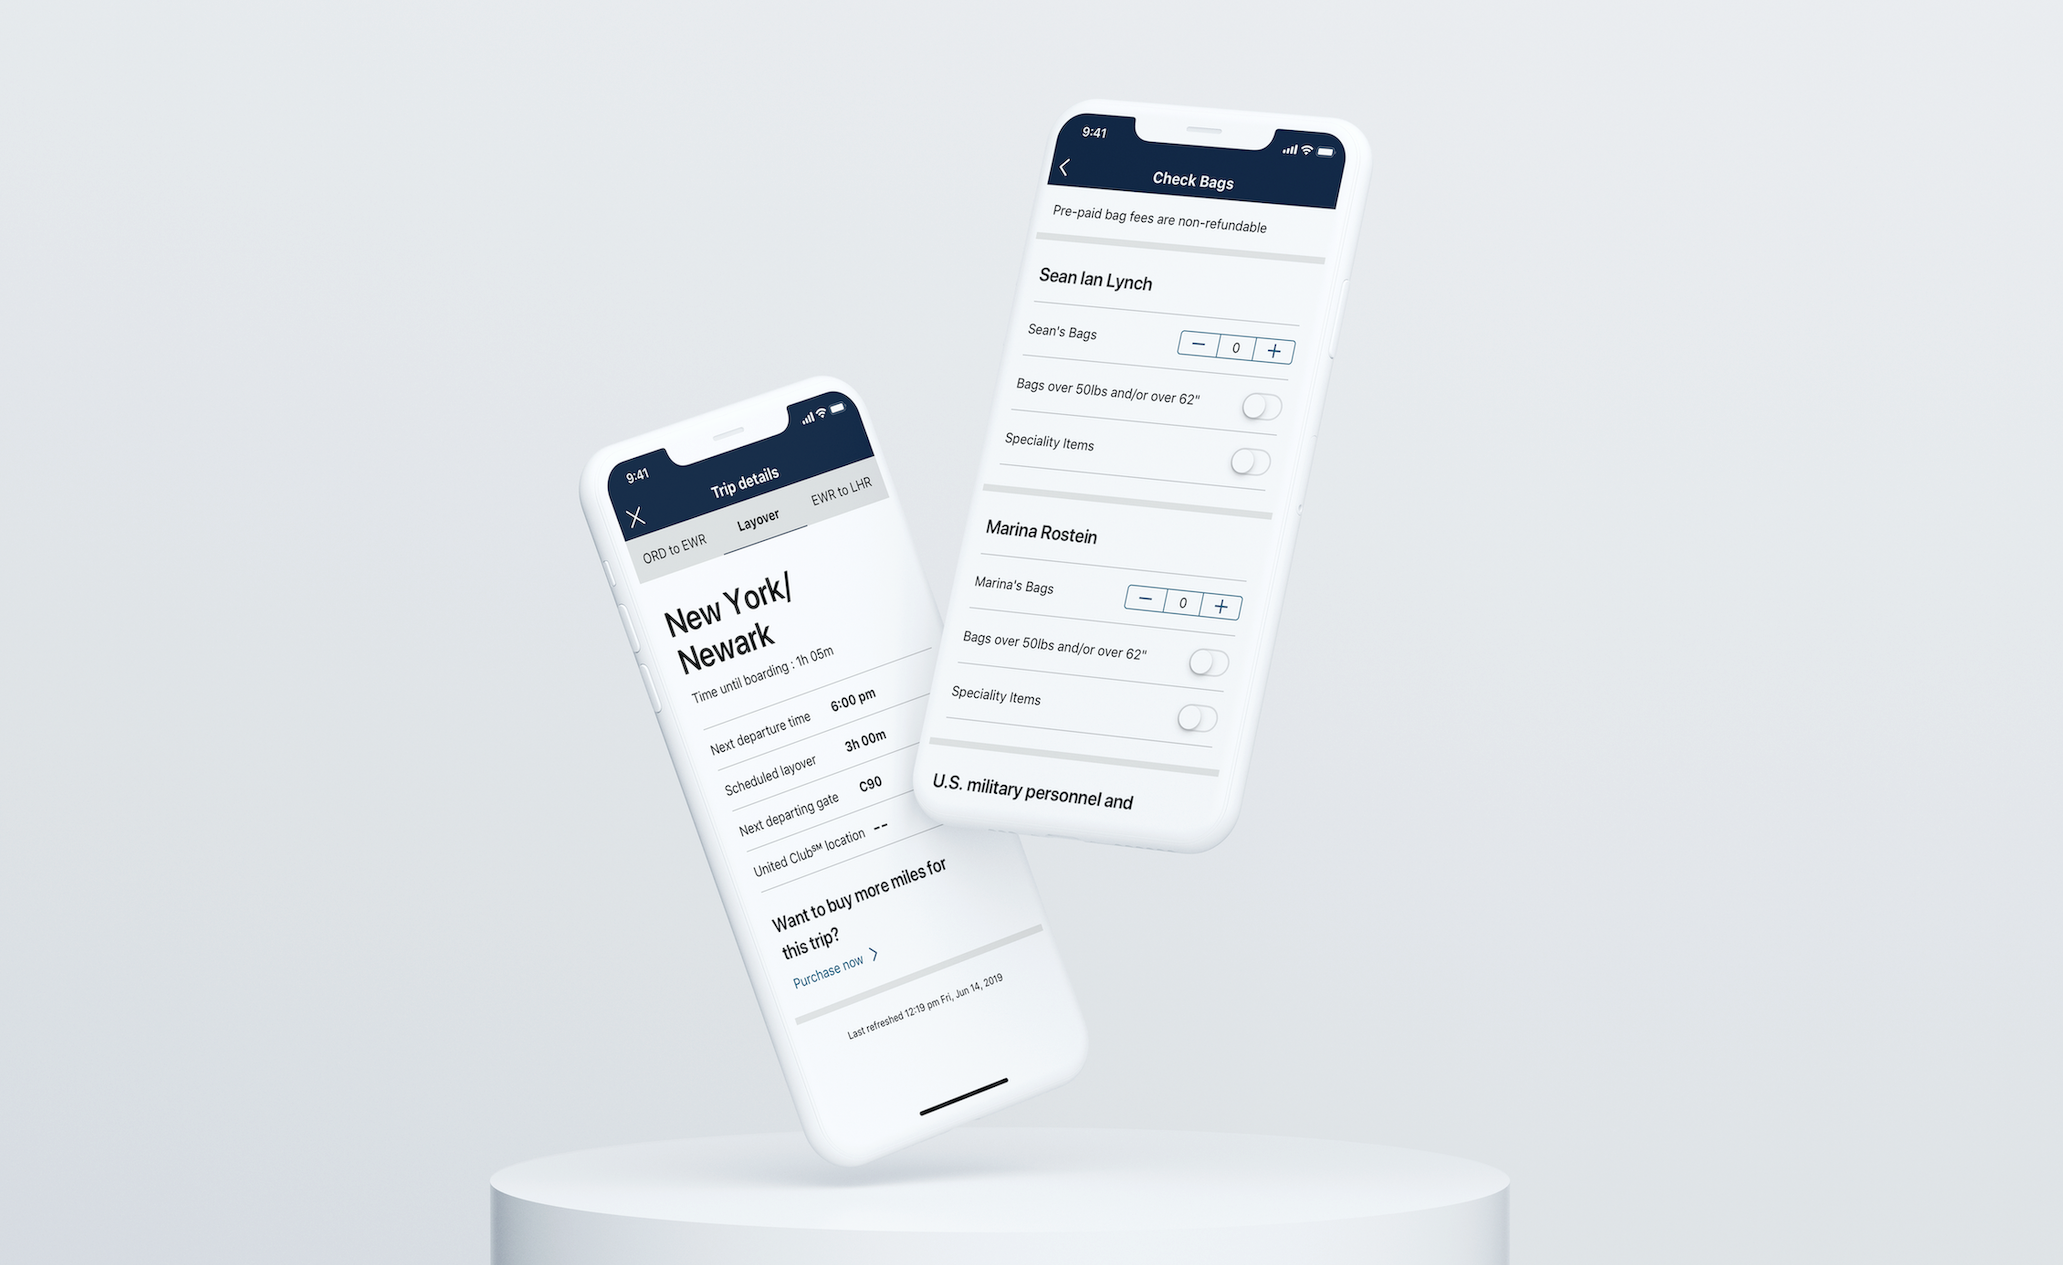 9:41
Trip details
ORD to EWR
Layover
EWR to LHR
New York/
Newark
Time until boarding : 1h 05m
Next departure time 6:00 pm
Scheduled layover 3h 00m
Next departing gate C90
United Club℠ location --
Want to buy more miles for
this trip?
Purchase now
Last refreshed 12:19 pm Fri, Jun 14, 2019
9:41
Check Bags
Pre-paid bag fees are non-refundable
Sean Ian Lynch
Sean's Bags - 0 +
Bags over 50lbs and/or over 62"
Speciality Items
Marina Rostein
Marina's Bags - 0 +
Bags over 50lbs and/or over 62"
Speciality Items
U.S. military personnel and